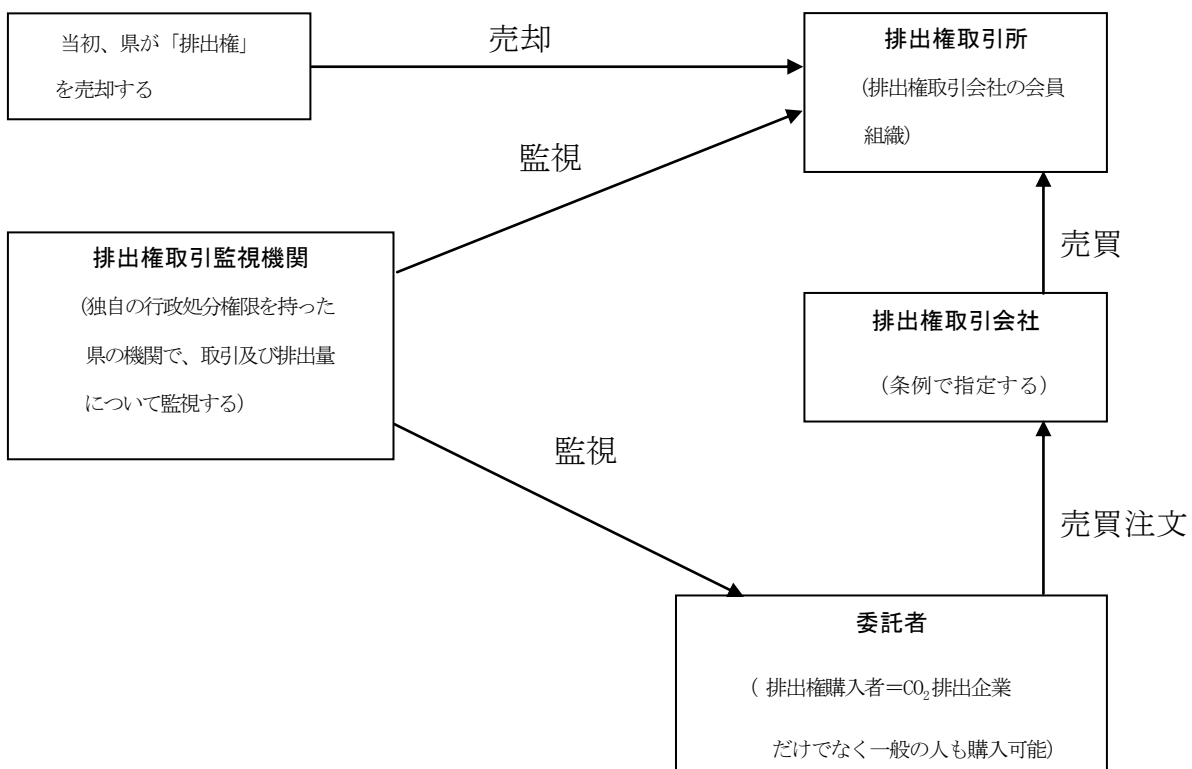 当初、県が「排出権」
を売却する
売却
排出権取引所
(排出権取引会社の会員
組織)
監視
排出権取引監視機関
(独自の行政処分権限を持った
県の機関で、取引及び排出量
について監視する)
売買
排出権取引会社
(条例で指定する)
監視
売買注文
委託者
( 排出権購入者=CO₂排出企業
だけでなく一般の人も購入可能)